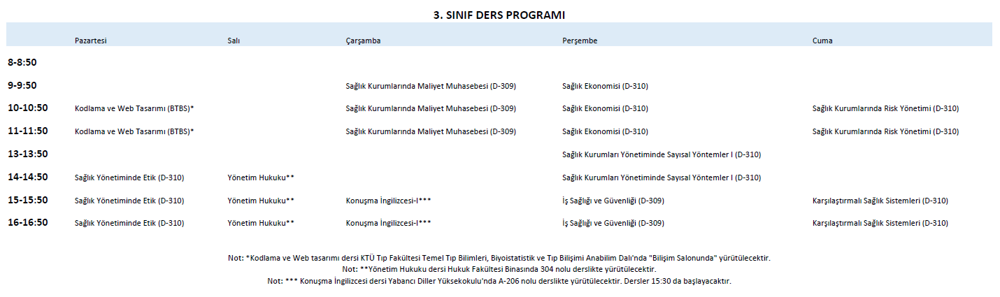 3. SINIF DERS PROGRAMI
Pazartesi Salı Çarşamba Perşembe Cuma
8-8:50
9-9:50 Sağlık Kurumlarında Maliyet Muhasebesi (D-309) Sağlık Ekonomisi (D-310)
10-10:50 Kodlama ve Web Tasarımı (BTBS)* Sağlık Kurumlarında Maliyet Muhasebesi (D-309) Sağlık Ekonomisi (D-310) Sağlık Kurumlarında Risk Yönetimi (D-310)
11-11:50 Kodlama ve Web Tasarımı (BTBS)* Sağlık Kurumlarında Maliyet Muhasebesi (D-309) Sağlık Ekonomisi (D-310) Sağlık Kurumlarında Risk Yönetimi (D-310)
13-13:50 Sağlık Kurumları Yönetiminde Sayısal Yöntemler I (D-310)
14-14:50 Sağlık Yönetiminde Etik (D-310) Yönetim Hukuku** Sağlık Kurumları Yönetiminde Sayısal Yöntemler I (D-310)
15-15:50 Sağlık Yönetiminde Etik (D-310) Yönetim Hukuku** Konuşma İngilizcesi-I*** İş Sağlığı ve Güvenliği (D-309) Karşılaştırmalı Sağlık Sistemleri (D-310)
16-16:50 Sağlık Yönetiminde Etik (D-310) Yönetim Hukuku** Konuşma İngilizcesi-I*** İş Sağlığı ve Güvenliği (D-309) Karşılaştırmalı Sağlık Sistemleri (D-310)
Not: *Kodlama ve Web tasarımı dersi KTÜ Tıp Fakültesi Temel Tıp Bilimleri, Biyoistatistik ve Tıp Bilişimi Anabilim Dalı'nda "Bilişim Salonunda" yürütülecektir.
Not: **Yönetim Hukuku dersi Hukuk Fakültesi Binasında 304 nolu derslikte yürütülecektir.
Not: *** Konuşma İngilizcesi dersi Yabancı Diller Yüksekokulu'nda A-206 nolu derslikte yürütülecektir. Dersler 15:30 da başlayacaktır.